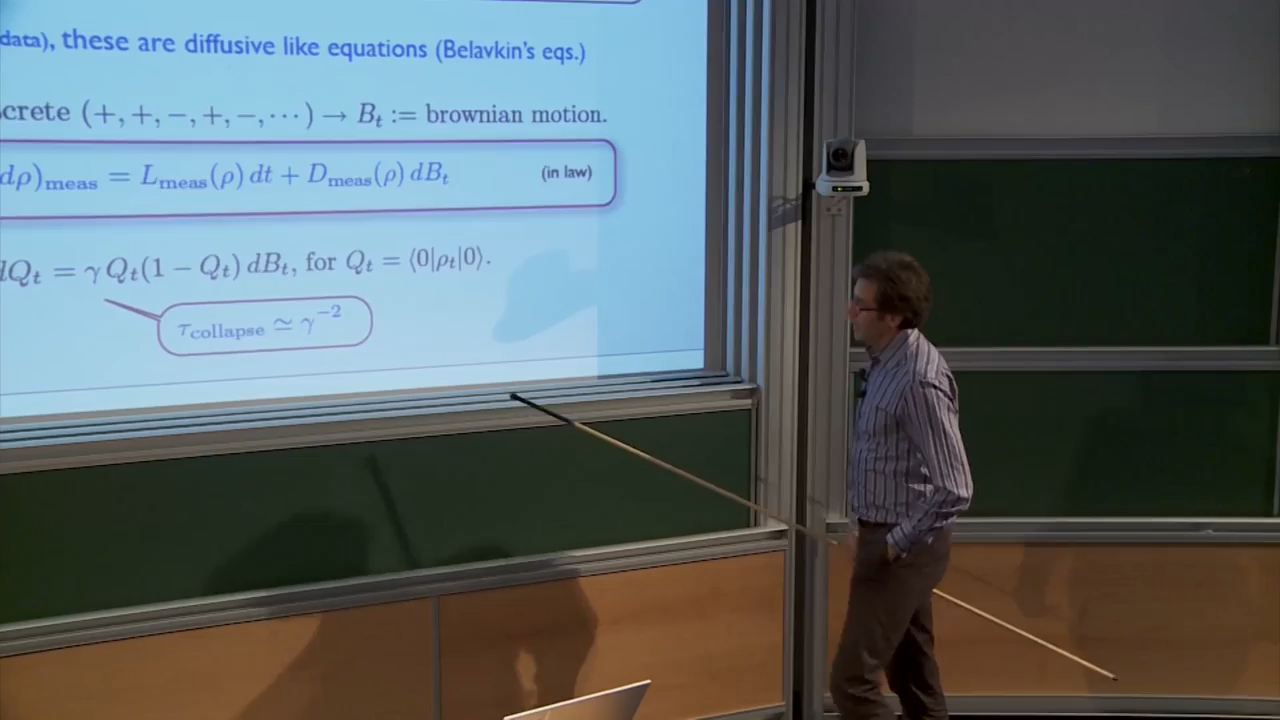 data), these are diffusive like equations (Belavkin's eqs.)
crete (+, +, −, +, −, ⋯) → B_t := brownian motion.
dρ)_meas = L_meas(ρ) dt + D_meas(ρ) dB_t (in law)
dQ_t = γ Q_t(1 − Q_t) dB_t, for Q_t = ⟨0|ρ_t|0⟩.
τ_collapse ≃ γ^−2